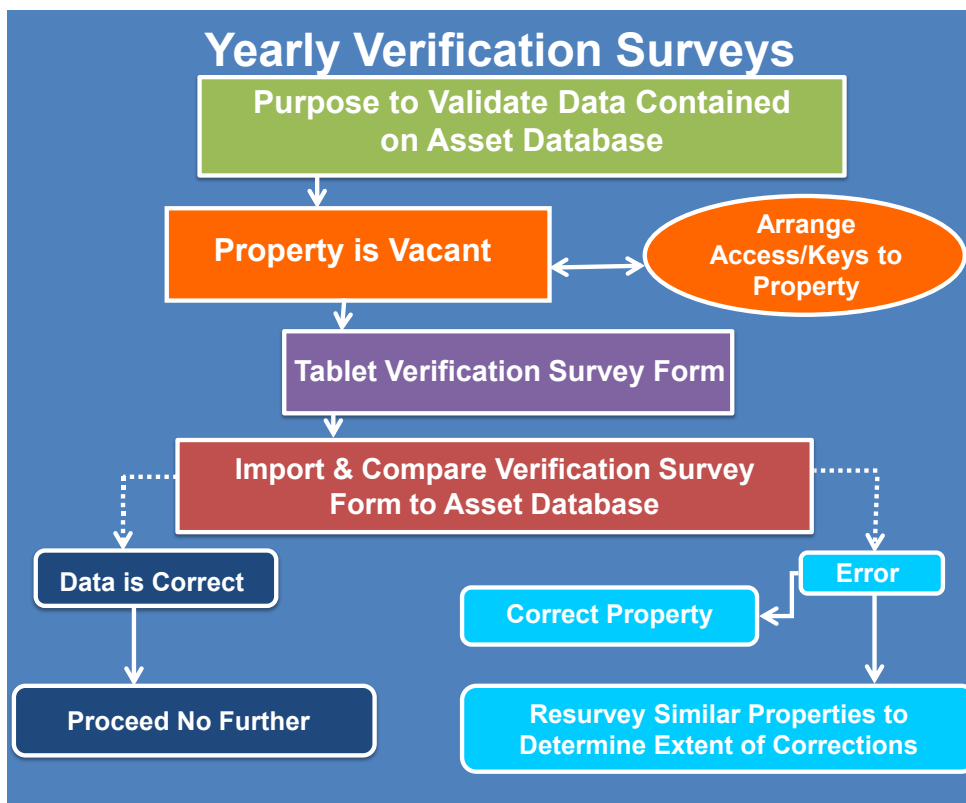 Yearly Verification Surveys
Purpose to Validate Data Contained
on Asset Database
Property is Vacant
Arrange
Access/Keys to
Property
Tablet Verification Survey Form
Import & Compare Verification Survey
Form to Asset Database
Data is Correct
Error
Correct Property
Proceed No Further
Resurvey Similar Properties to
Determine Extent of Corrections